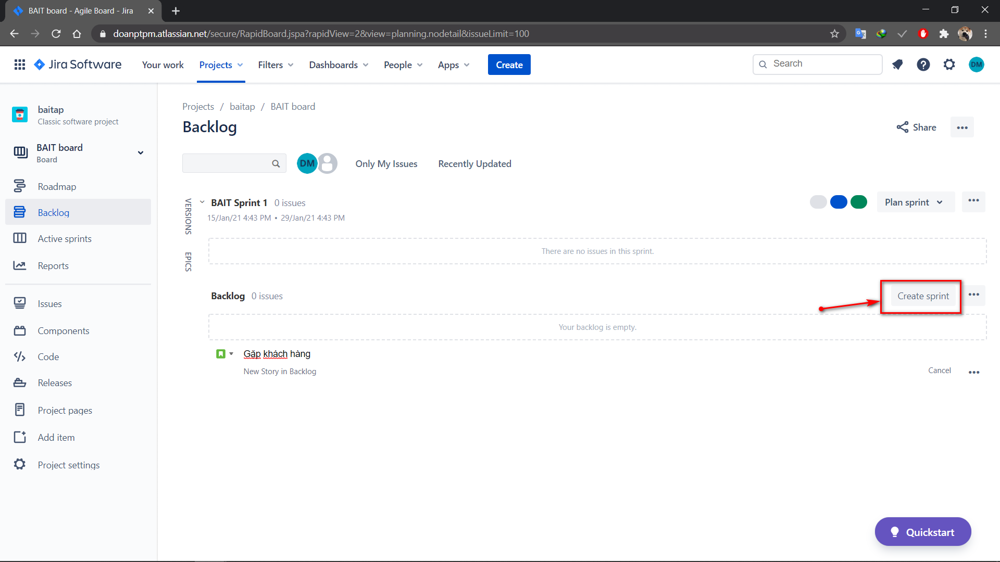 BAIT board - Agile Board - Jira
doanptpm.atlassian.net/secure/RapidBoard.jspa?rapidView=2&view=planning.nodetail&issueLimit=100
Jira Software
Your work
Projects
Filters
Dashboards
People
Apps
Create
Search
DM
baitap
Classic software project
BAIT board
Board
Roadmap
Backlog
Active sprints
Reports
Issues
Components
Code
Releases
Project pages
Add item
Project settings
Projects / baitap / BAIT board
Backlog
Share
DM
Only My Issues
Recently Updated
VERSIONS
EPICS
BAIT Sprint 1 0 issues
Plan sprint
15/Jan/21 4:43 PM • 29/Jan/21 4:43 PM
There are no issues in this sprint.
Backlog 0 issues
Create sprint
Your backlog is empty.
Gặp khách hàng
New Story in Backlog
Cancel
Quickstart